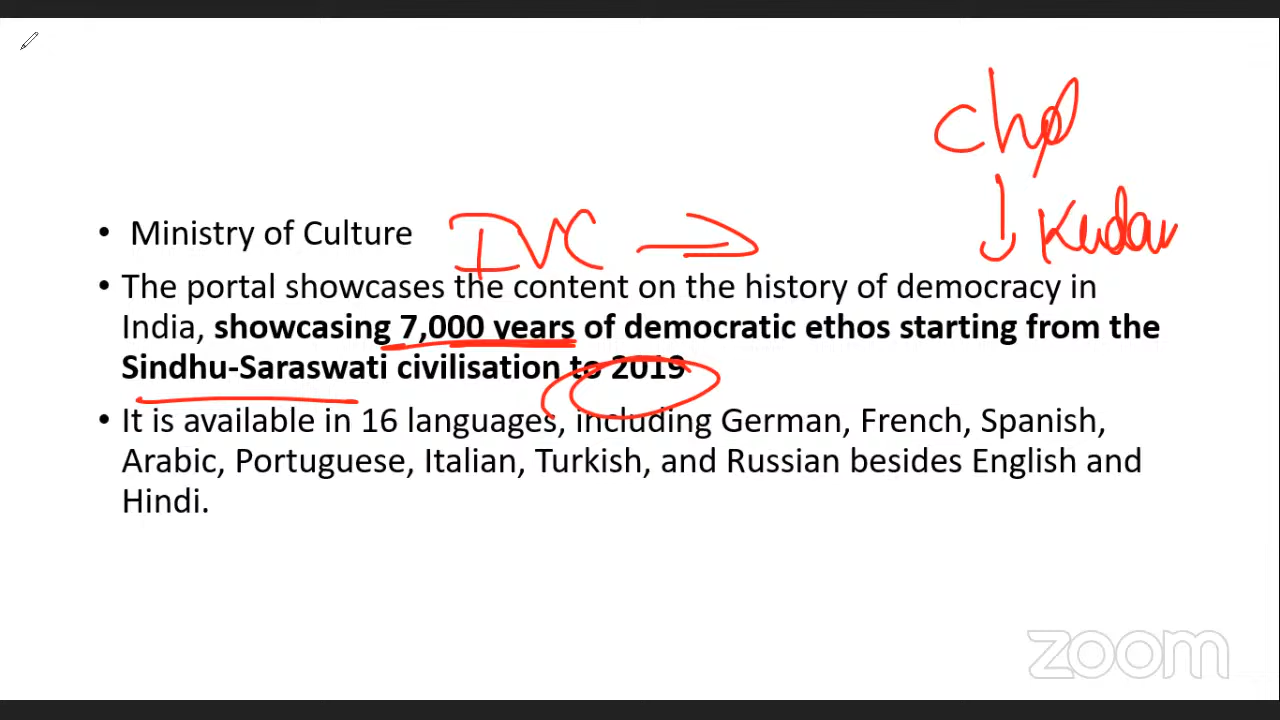 • Ministry of Culture
IVC
• The portal showcases the content on the history of democracy in
India, showcasing 7,000 years of democratic ethos starting from the
Sindhu-Saraswati civilisation to 2019
• It is available in 16 languages, including German, French, Spanish,
Arabic, Portuguese, Italian, Turkish, and Russian besides English and
Hindi.
zoom